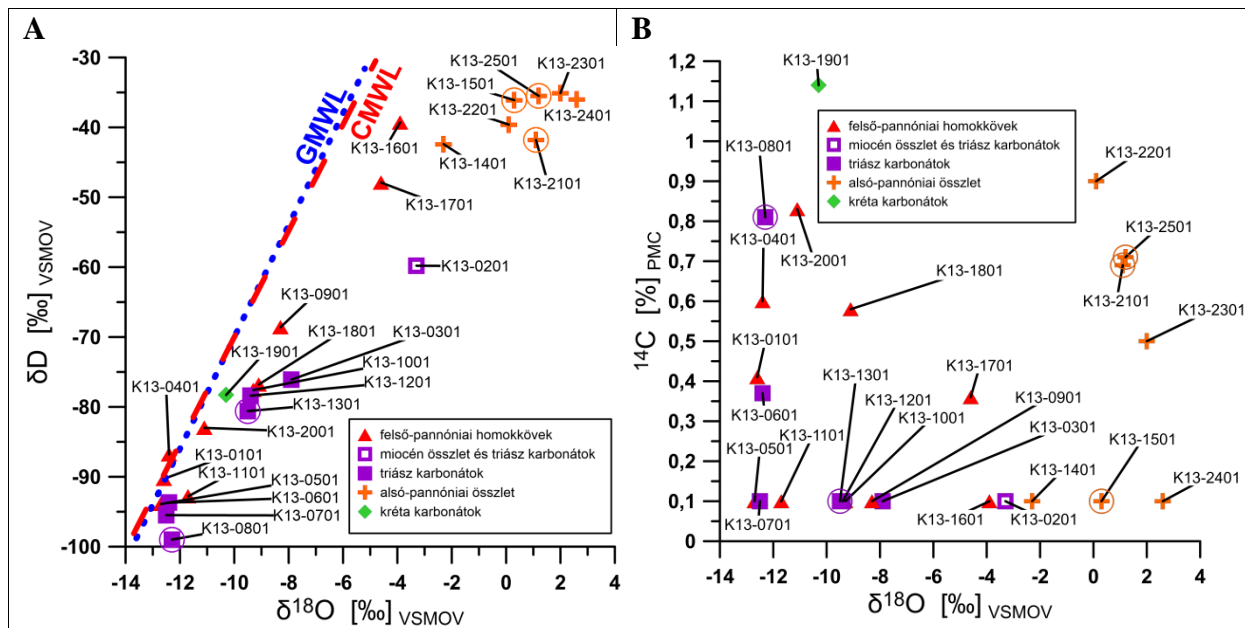 A
δD [‰] VSMOV
-30
-40
-50
-60
-70
-80
-90
-100
GMWL
CMWL
K13-2501
K13-2301
K13-1501
K13-2201
K13-2401
K13-1601
K13-1401
K13-2101
K13-1701
K13-0201
K13-0901
K13-1801
K13-0301
K13-1901
K13-1001
K13-0401
K13-1201
K13-1301
K13-2001
K13-0101
K13-1101
K13-0501
K13-0601
K13-0701
K13-0801
felső-pannóniai homokkövek
miocén összlet és triász karbonátok
triász karbonátok
alsó-pannóniai összlet
kréta karbonátok
-14 -12 -10 -8 -6 -4 -2 0 2 4
δ18O [‰] VSMOV
B
14C [%] PMC
1,2
1,1
1
0,9
0,8
0,7
0,6
0,5
0,4
0,3
0,2
0,1
0
K13-1901
felső-pannóniai homokkövek
miocén összlet és triász karbonátok
triász karbonátok
alsó-pannóniai összlet
kréta karbonátok
K13-0801
K13-2201
K13-0401
K13-2001
K13-2501
K13-1801
K13-2101
K13-2301
K13-0101
K13-1301
K13-1701
K13-1201
K13-0601
K13-1001
K13-0901
K13-0301
K13-0501
K13-1101
K13-1401
K13-1501
K13-2401
K13-0701
K13-1601
K13-0201
-14 -12 -10 -8 -6 -4 -2 0 2 4
δ18O [‰] VSMOV